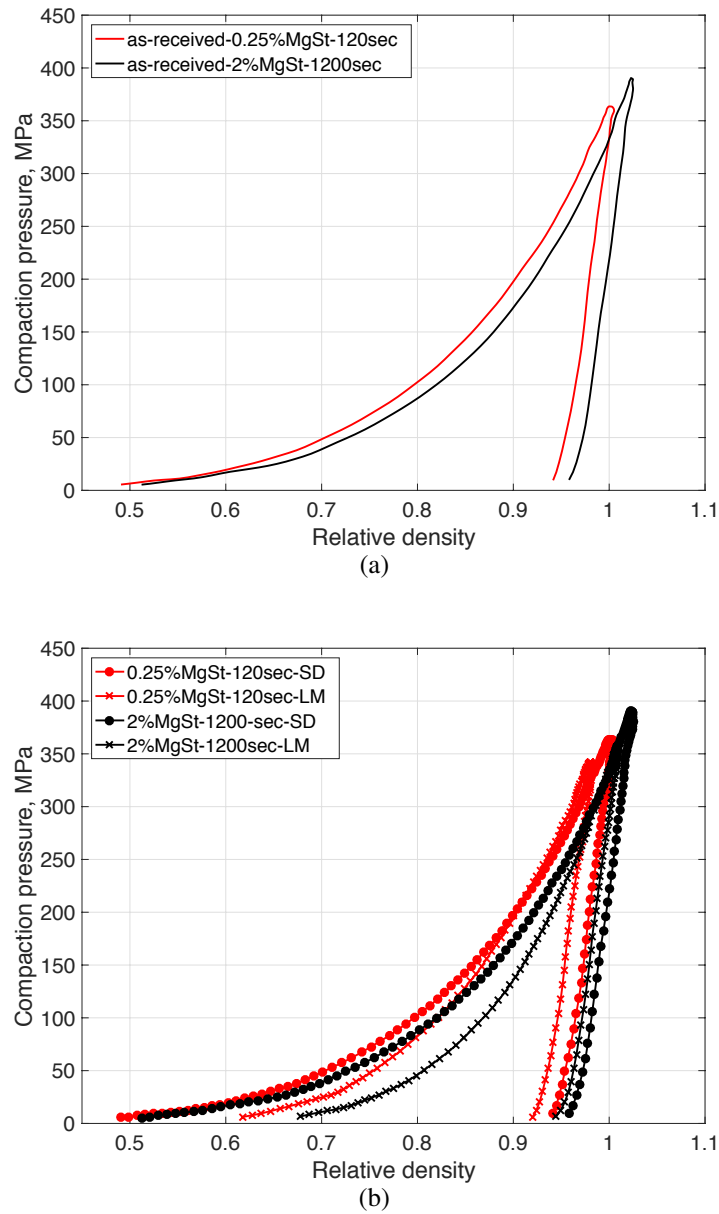 450
400
350
300
250
200
150
100
50
0
Compaction pressure, MPa
as-received-0.25%MgSt-120sec
as-received-2%MgSt-1200sec
0.5 0.6 0.7 0.8 0.9 1 1.1
Relative density
(a)
450
400
350
300
250
200
150
100
50
0
Compaction pressure, MPa
0.25%MgSt-120sec-SD
0.25%MgSt-120sec-LM
2%MgSt-1200-sec-SD
2%MgSt-1200sec-LM
0.5 0.6 0.7 0.8 0.9 1 1.1
Relative density
(b)